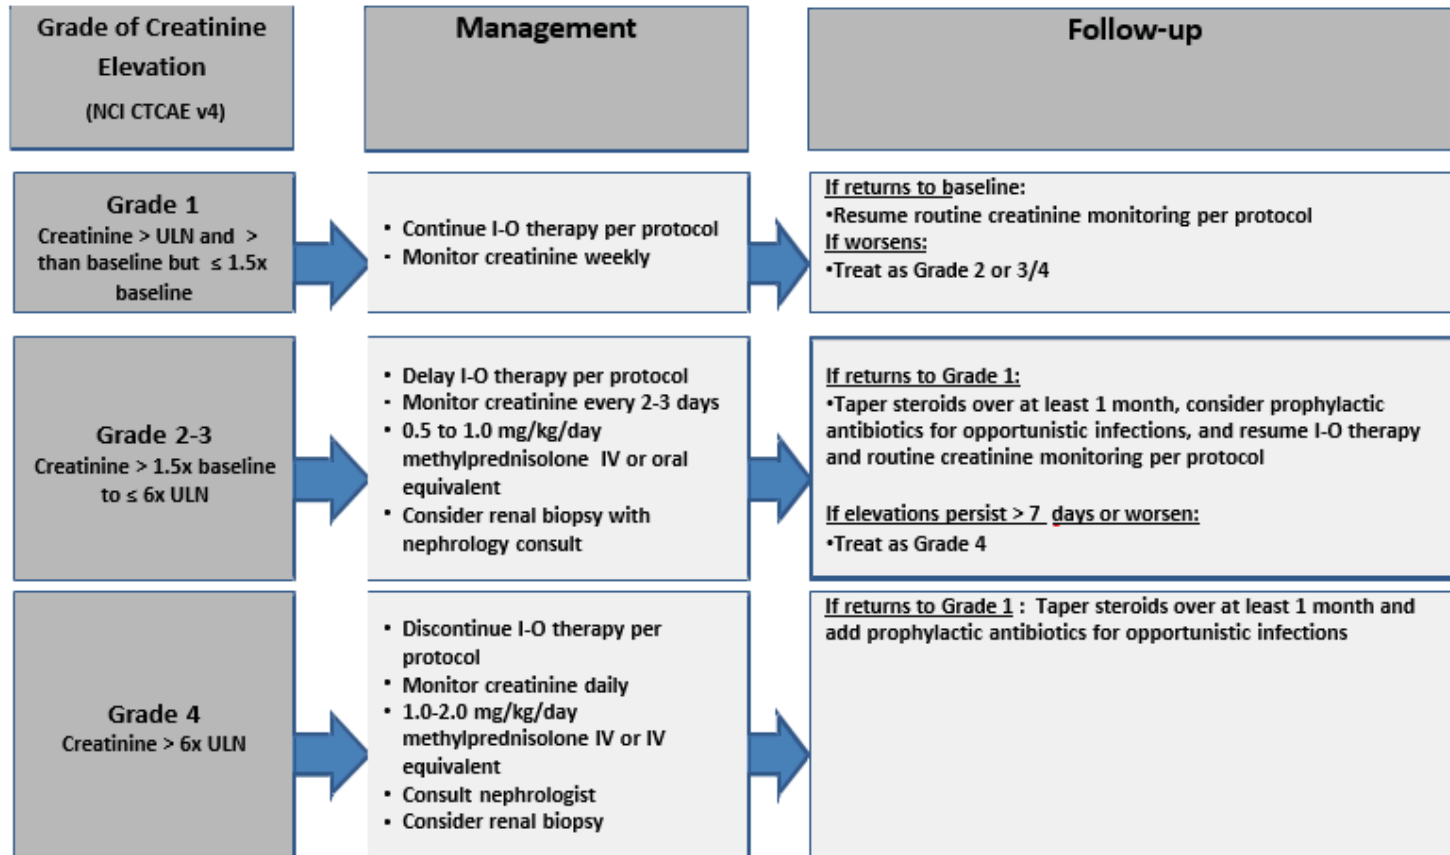 Grade of Creatinine
Elevation
(NCI CTCAE v4)
Management
Follow-up
Grade 1
Creatinine > ULN and >
than baseline but ≤ 1.5x
baseline
• Continue I-O therapy per protocol
- Monitor creatinine weekly
If returns to baseline:
•Resume routine creatinine monitoring per protocol
If worsens:
•Treat as Grade 2 or 3/4
Grade 2-3
Creatinine > 1.5x baseline
to ≤ 6x ULN
• Delay I-O therapy per protocol
- Monitor creatinine every 2-3 days
• 0.5 to 1.0 mg/kg/day
methylprednisolone IV or oral
equivalent
• Consider renal biopsy with
nephrology consult
If returns to Grade 1:
•Taper steroids over at least 1 month, consider prophylactic
antibiotics for opportunistic infections, and resume I-O therapy
and routine creatinine monitoring per protocol
If elevations persist > 7 days or worsen:
•Treat as Grade 4
Grade 4
Creatinine > 6x ULN
• Discontinue I-O therapy per
protocol
• Monitor creatinine daily
• 1.0-2.0 mg/kg/day
methylprednisolone IV or IV
equivalent
• Consult nephrologist
• Consider renal biopsy
If returns to Grade 1 : Taper steroids over at least 1 month and
add prophylactic antibiotics for opportunistic infections